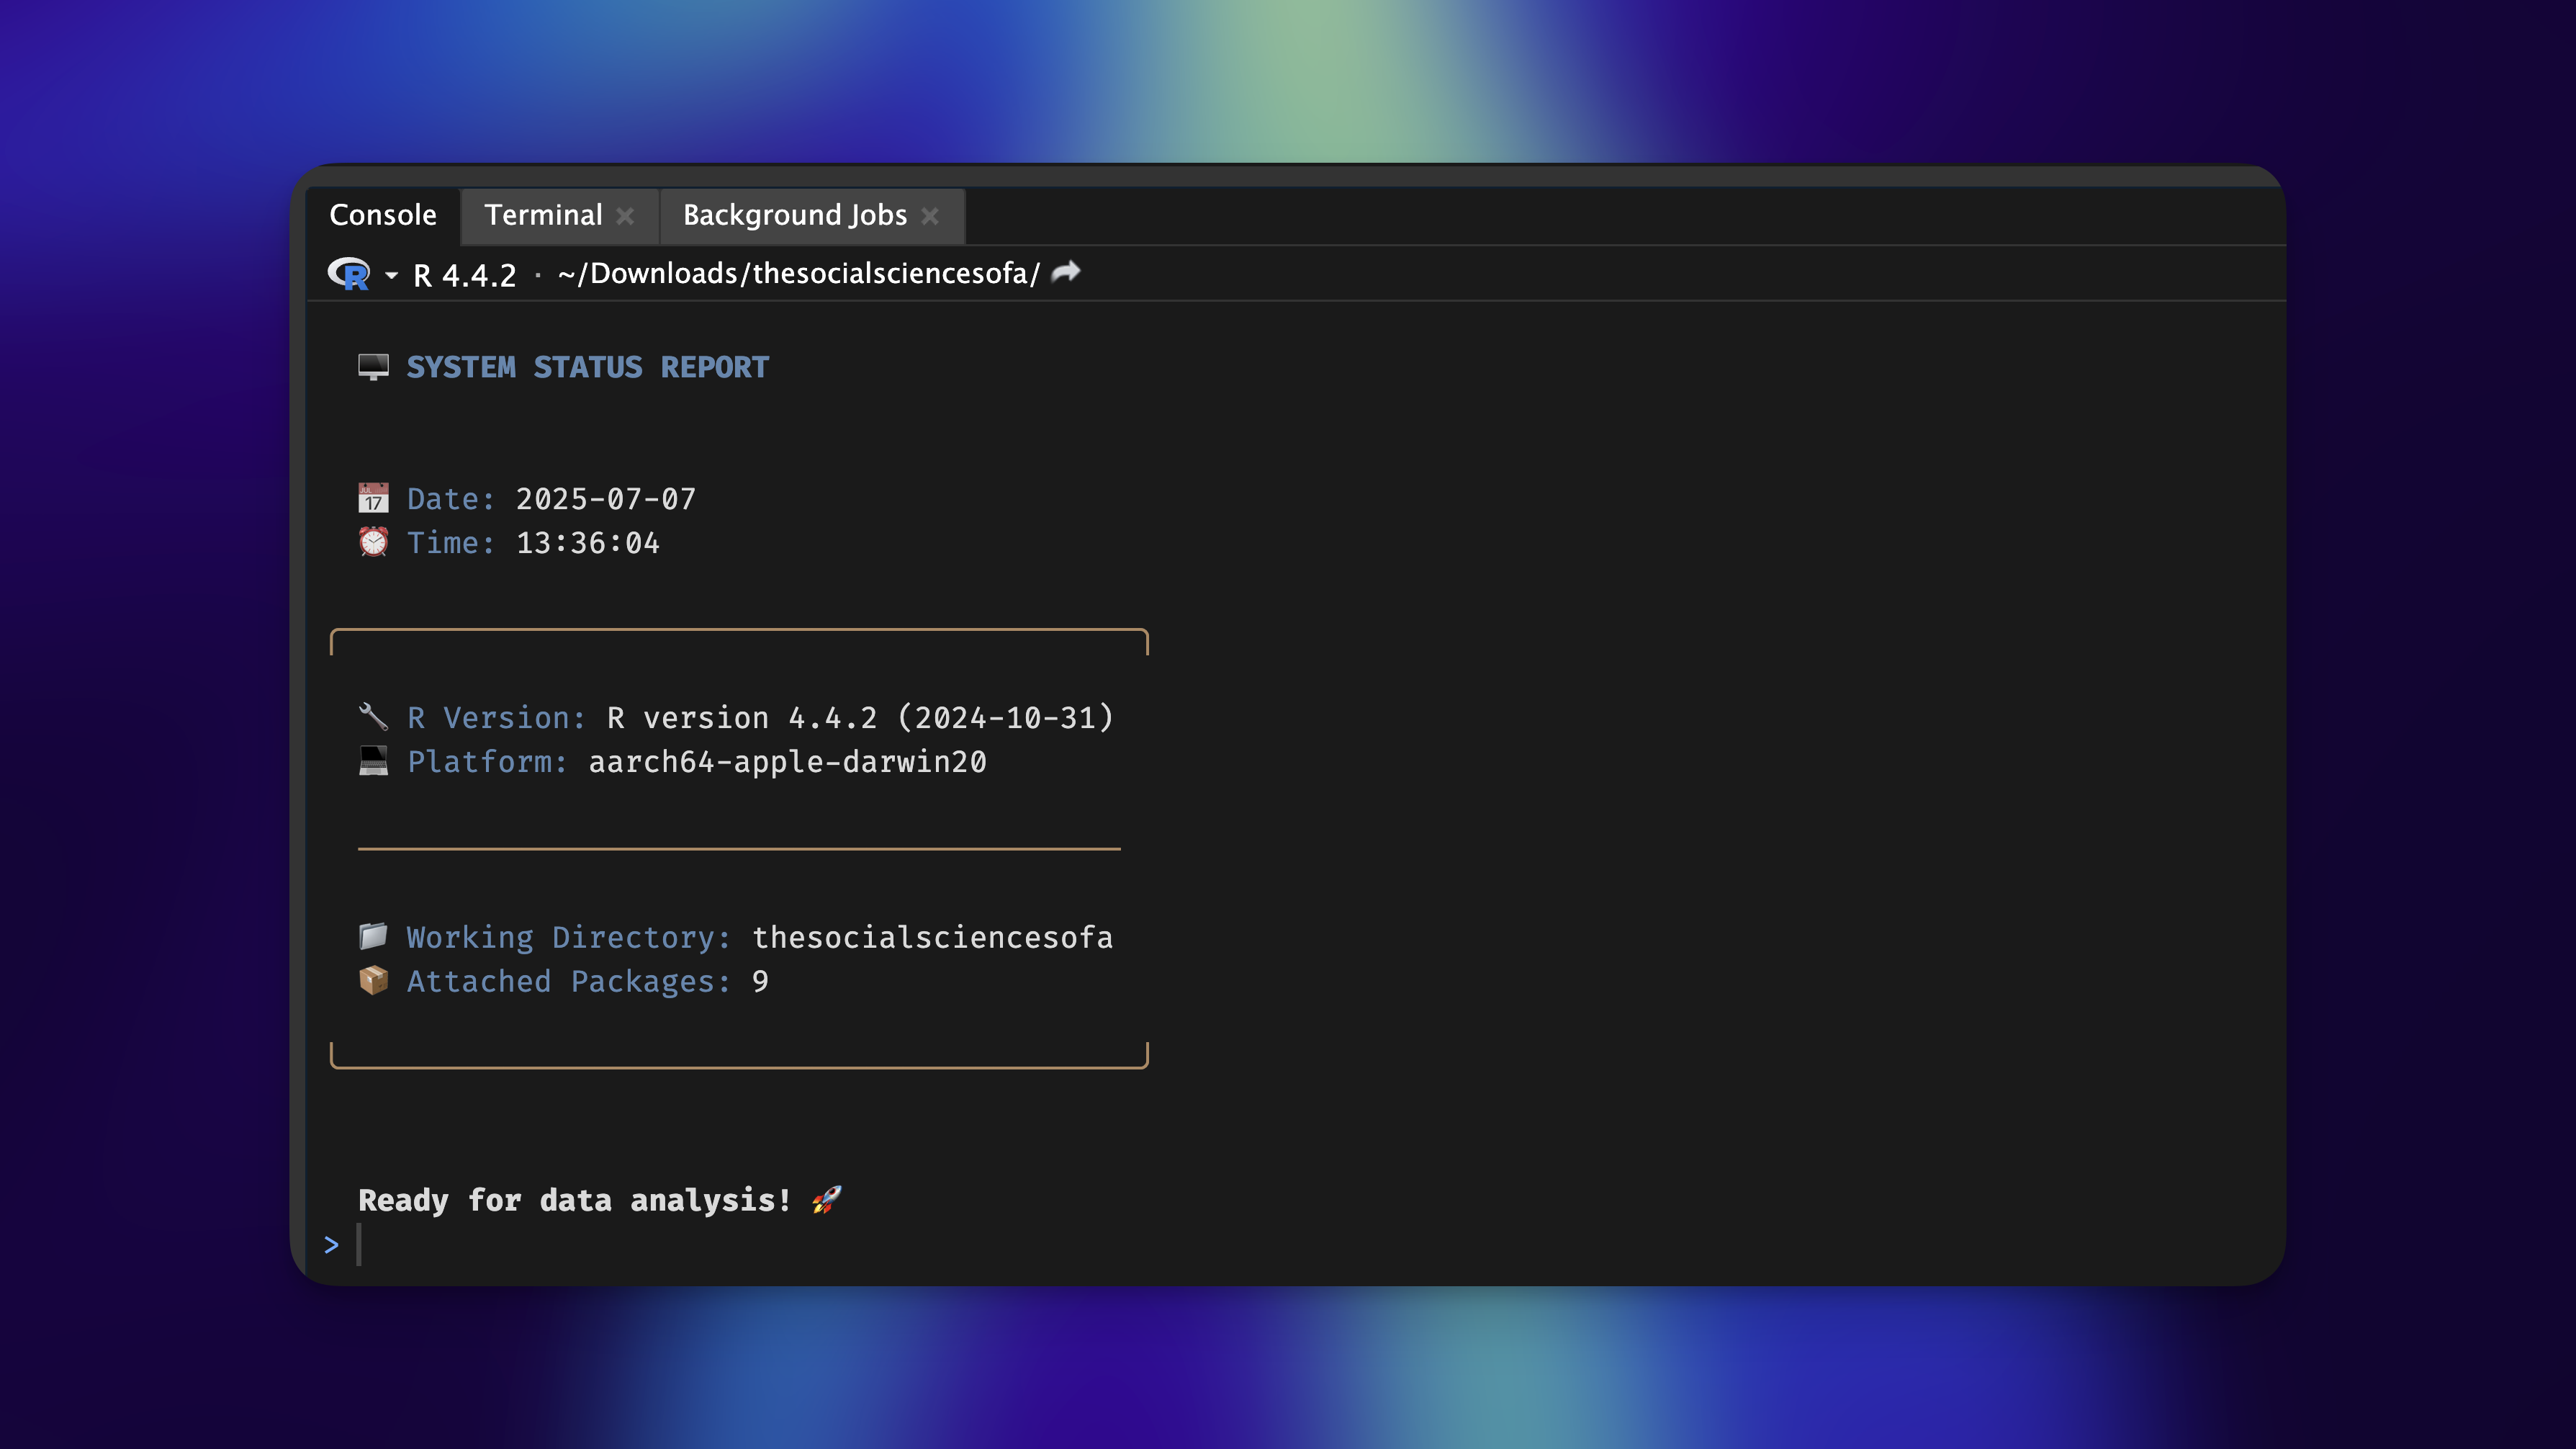 Console Terminal Background Jobs
R 4.4.2 · ~/Downloads/thesocialsciencesofa/
🖥️ SYSTEM STATUS REPORT
📅 Date: 2025-07-07
⏰ Time: 13:36:04
🔧 R Version: R version 4.4.2 (2024-10-31)
💻 Platform: aarch64-apple-darwin20
📁 Working Directory: thesocialsciencesofa
📦 Attached Packages: 9
Ready for data analysis! 🚀
>